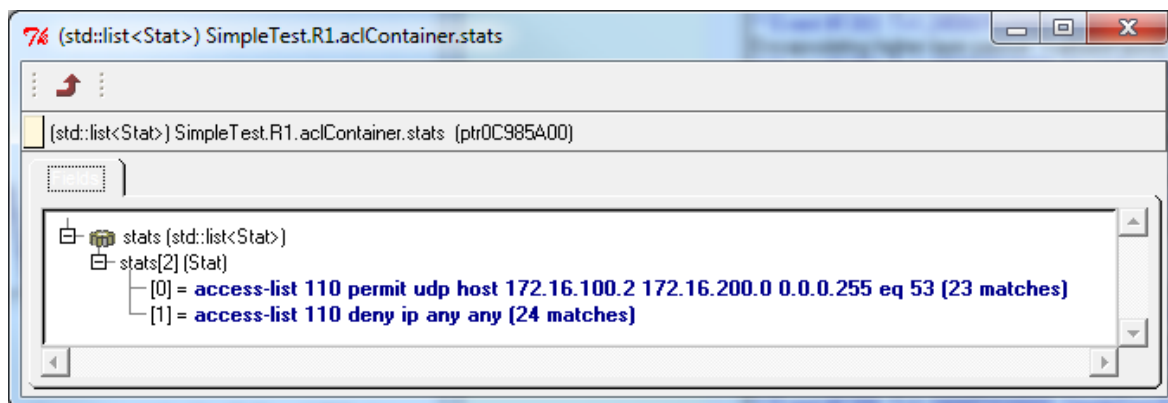 (std::list<Stat>) SimpleTest.R1.aclContainer.stats
(std::list<Stat>) SimpleTest.R1.aclContainer.stats (ptr0C985A00)
Fields
stats (std::list<Stat>)
stats[2] (Stat)
[0] = access-list 110 permit udp host 172.16.100.2 172.16.200.0 0.0.0.255 eq 53 (23 matches)
[1] = access-list 110 deny ip any any (24 matches)